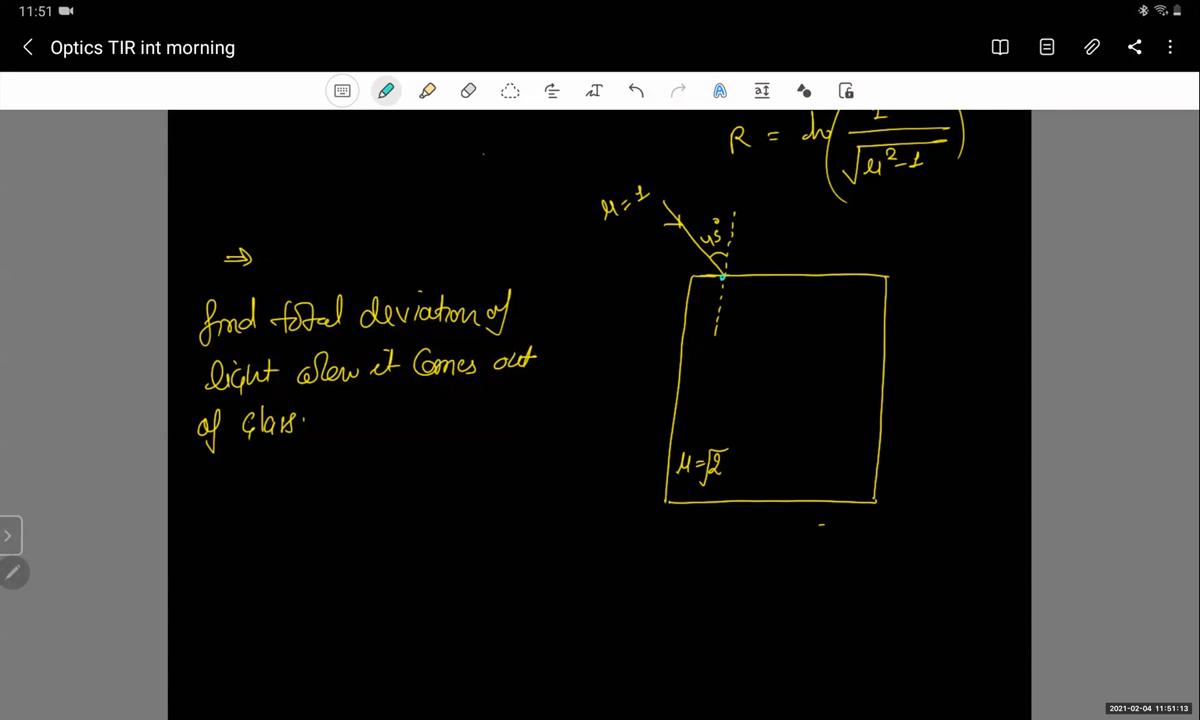 11:51
Optics TIR int morning
R = dh(1/√μ²-1)
μ=1
45°
⇒
find total deviation of
light when it comes out
of glass.
μ=√2
2021-02-04 11:51:13